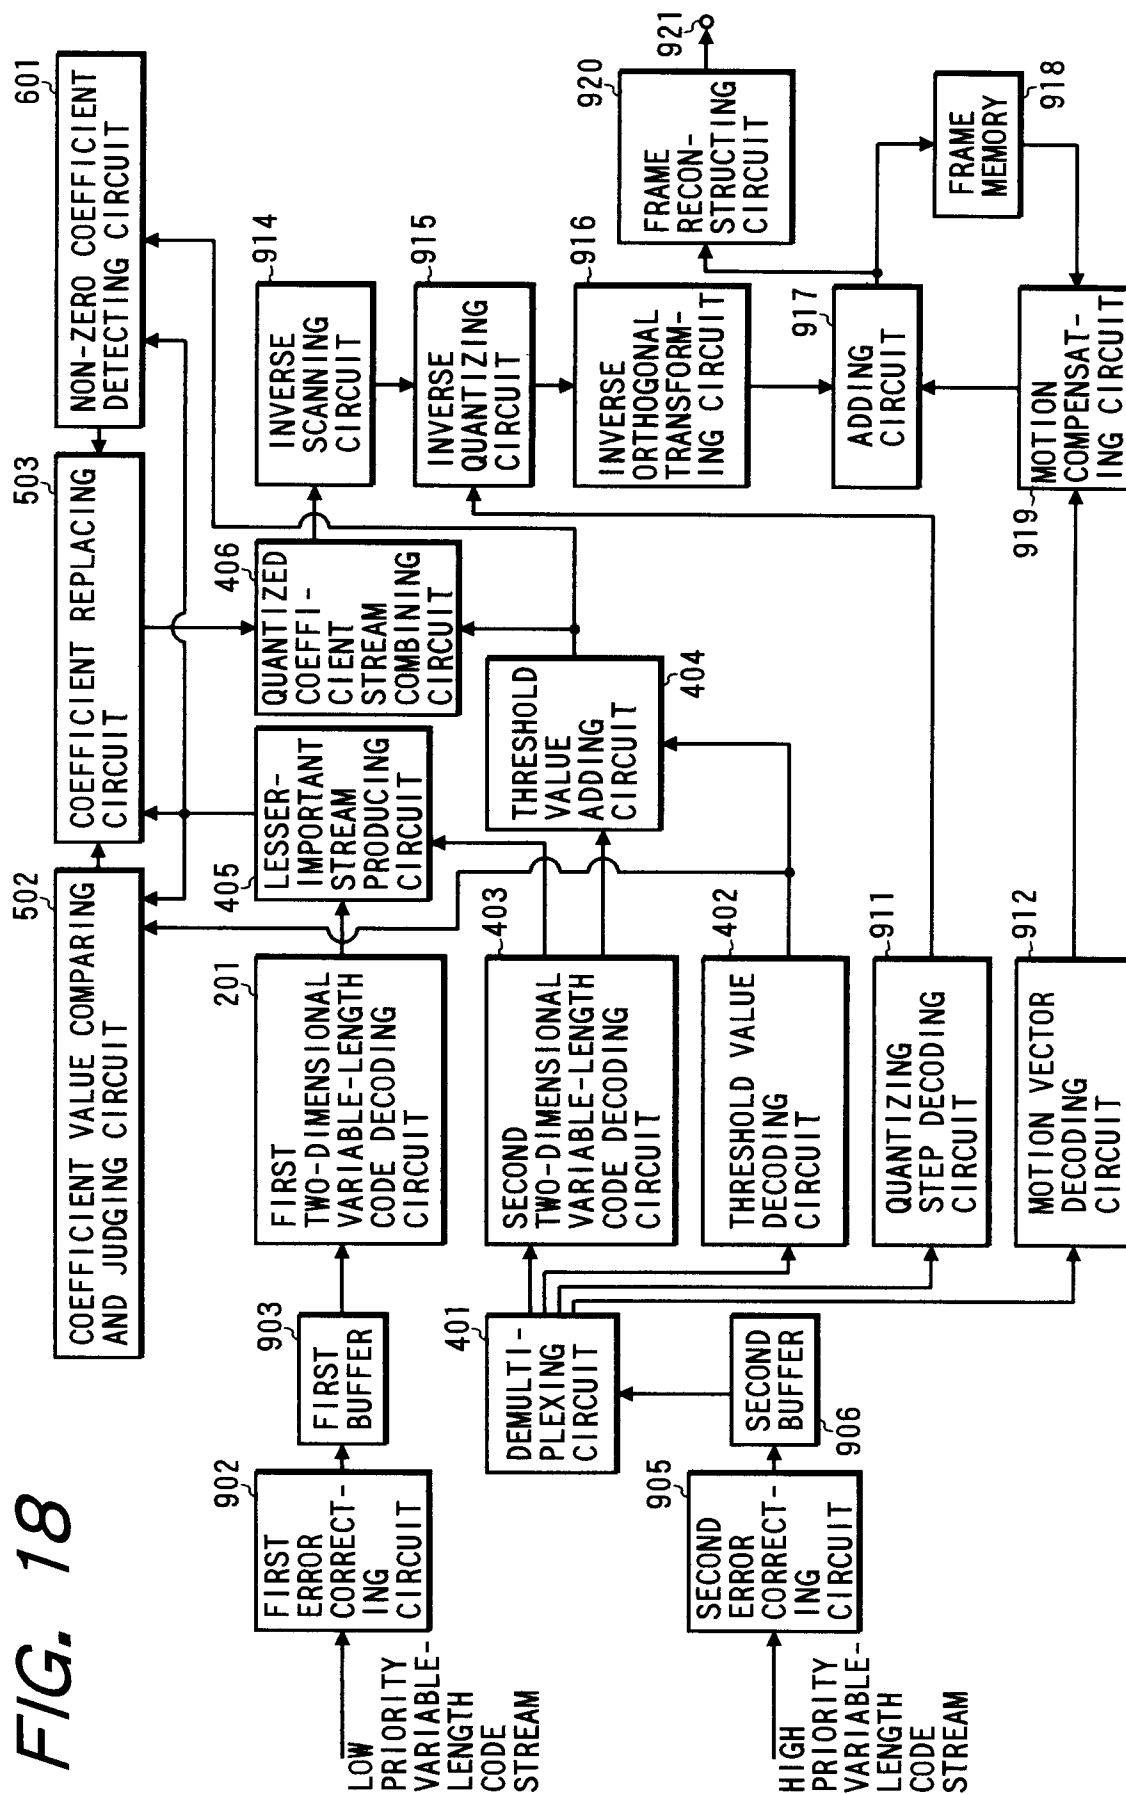 FIG. 18
502
COEFFICIENT VALUE COMPARING
AND JUDGING CIRCUIT
503
COEFFICIENT REPLACING
CIRCUIT
601
NON-ZERO COEFFICIENT
DETECTING CIRCUIT
LOW
PRIORITY
VARIABLE-
LENGTH
CODE
STREAM
902
FIRST
ERROR
CORRECT-
ING
CIRCUIT
903
FIRST
BUFFER
201
FIRST
TWO-DIMENSIONAL
VARIABLE-LENGTH
CODE DECODING
CIRCUIT
405
LESSER-
IMPORTANT
STREAM
PRODUCING
CIRCUIT
406
QUANTIZED
COEFFI-
CIENT
STREAM
COMBINING
CIRCUIT
914
INVERSE
SCANNING
CIRCUIT
915
INVERSE
QUANTIZING
CIRCUIT
401
DEMULTI-
PLEXING
CIRCUIT
403
SECOND
TWO-DIMENSIONAL
VARIABLE-LENGTH
CODE DECODING
CIRCUIT
THRESHOLD
VALUE
ADDING
CIRCUIT
404
916
INVERSE
ORTHOGONAL
TRANSFORM-
ING CIRCUIT
920
FRAME
RECON-
STRUCTING
CIRCUIT
921
HIGH
PRIORITY
VARIABLE-
LENGTH
CODE
STREAM
905
SECOND
ERROR
CORRECT-
ING
CIRCUIT
SECOND
BUFFER
906
402
THRESHOLD VALUE
DECODING
CIRCUIT
911
QUANTIZING
STEP DECODING
CIRCUIT
917
ADDING
CIRCUIT
FRAME
MEMORY
918
912
MOTION VECTOR
DECODING
CIRCUIT
919
MOTION
COMPENSAT-
ING CIRCUIT